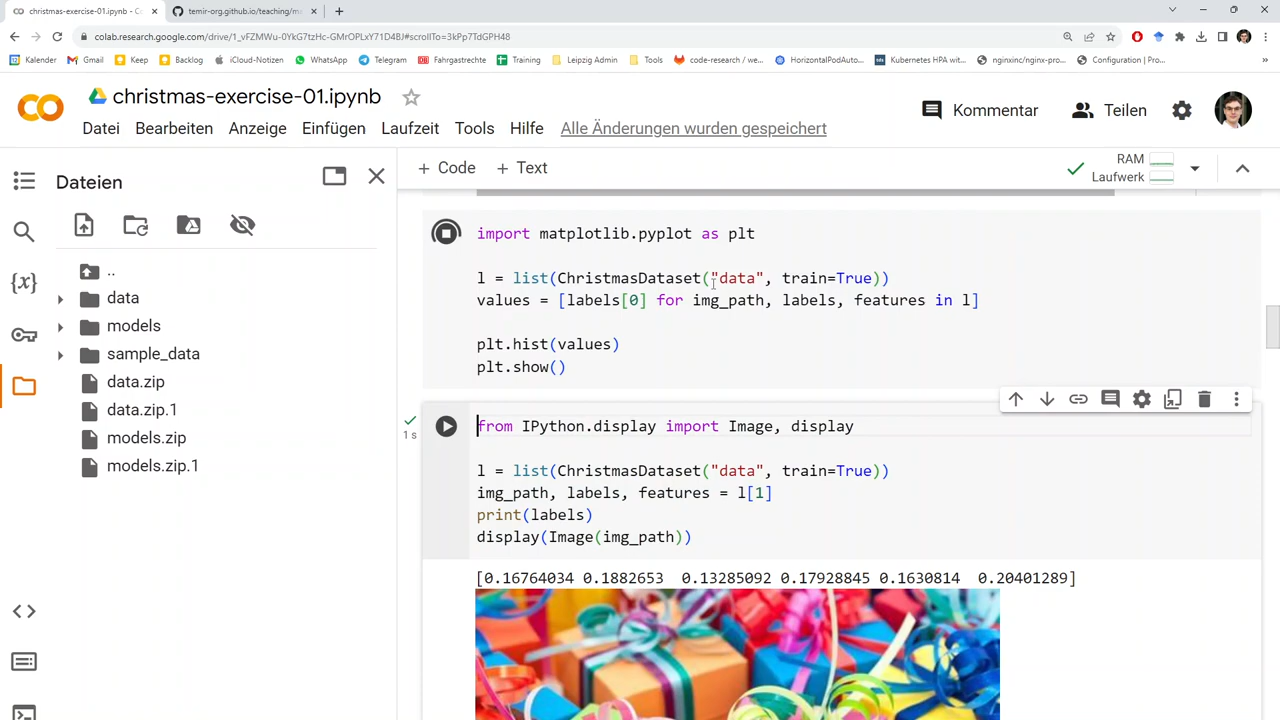 christmas-exercise-01.ipynb - C
temir-org.github.io/teaching/m
colab.research.google.com/drive/1_vFZMWu-0YkG7tzHc-GMrOPLxY71D4BJ#scrollTo=3kPp7TdGPH48
Kalender Gmail Keep Backlog iCloud-Notizen WhatsApp Telegram Fahrgastrechte Training Leipzig Admin Tools code-research / we... HorizontalPodAuto... Kubernetes HPA wit... nginxinc/nginx-pro... Configuration | Pro...
christmas-exercise-01.ipynb
Kommentar Teilen
Datei Bearbeiten Anzeige Einfügen Laufzeit Tools Hilfe Alle Änderungen wurden gespeichert
Dateien
+ Code + Text
RAM
Laufwerk
..
data
models
sample_data
data.zip
data.zip.1
models.zip
models.zip.1
import matplotlib.pyplot as plt
l = list(ChristmasDataset("data", train=True))
values = [labels[0] for img_path, labels, features in l]
plt.hist(values)
plt.show()
1 s
from IPython.display import Image, display
l = list(ChristmasDataset("data", train=True))
img_path, labels, features = l[1]
print(labels)
display(Image(img_path))
[0.16764034 0.1882653  0.13285092 0.17928845 0.1630814  0.20401289]